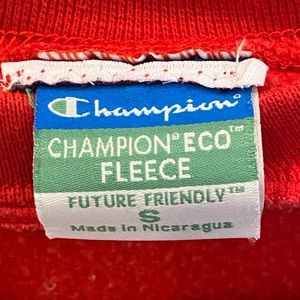 Champion®
CHAMPION® ECO™
FLEECE
FUTURE FRIENDLY™
S
Made in Nicaragua